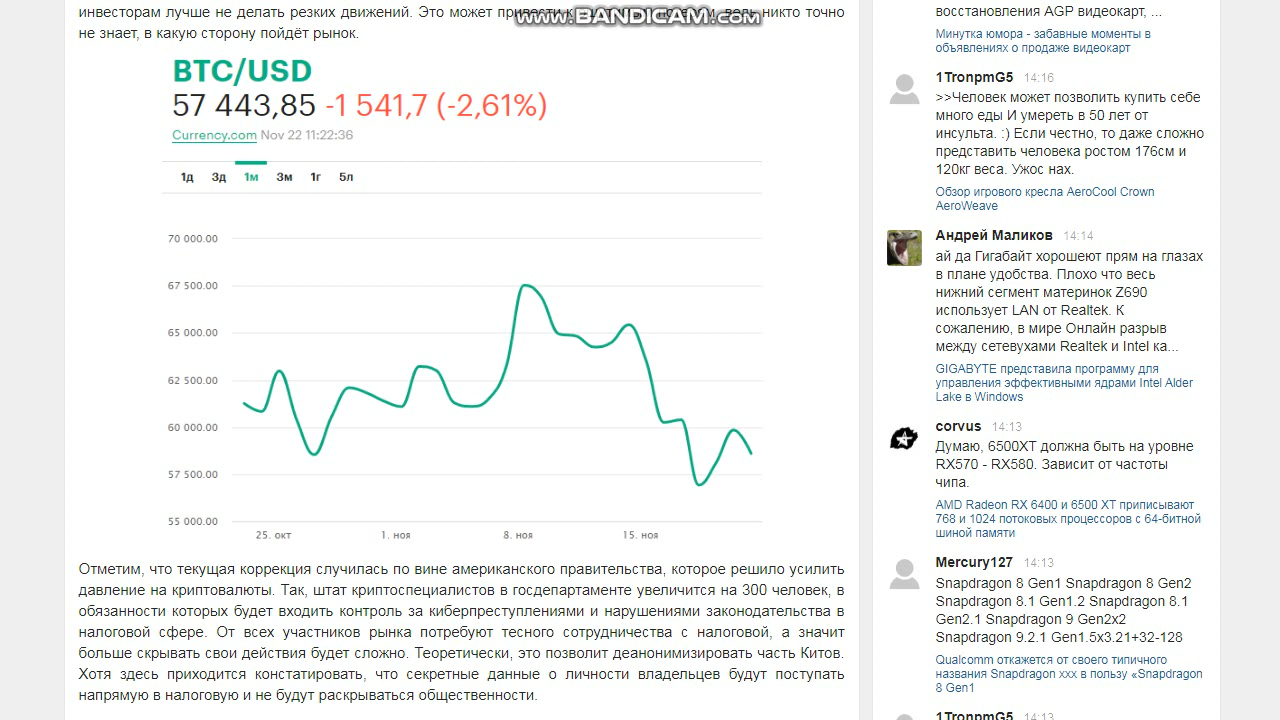 инвесторам лучше не делать резких движений. Это может привести к
никто точно
не знает, в какую сторону пойдёт рынок.
www.BANDICAM.com
BTC/USD
57 443,85 -1 541,7 (-2,61%)
Currency.com Nov 22 11:22:36
1д 3д 1м 3м 1г 5л
70 000.00
67 500.00
65 000.00
62 500.00
60 000.00
57 500.00
55 000.00
25. окт 1. ноя 8. ноя 15. ноя
Отметим, что текущая коррекция случилась по вине американского правительства, которое решило усилить
давление на криптовалюты. Так, штат криптоспециалистов в госдепартаменте увеличится на 300 человек, в
обязанности которых будет входить контроль за киберпреступлениями и нарушениями законодательства в
налоговой сфере. От всех участников рынка потребуют тесного сотрудничества с налоговой, а значит
больше скрывать свои действия будет сложно. Теоретически, это позволит деанонимизировать часть Китов.
Хотя здесь приходится констатировать, что секретные данные о личности владельцев будут поступать
напрямую в налоговую и не будут раскрываться общественности.
восстановления AGP видеокарт, ...
Минутка юмора - забавные моменты в
объявлениях о продаже видеокарт
1TronpmG5 14:16
>>Человек может позволить купить себе
много еды И умереть в 50 лет от
инсульта. :) Если честно, то даже сложно
представить человека ростом 176см и
120кг веса. Ужос нах.
Обзор игрового кресла AeroCool Crown
AeroWeave
Андрей Маликов 14:14
ай да Гигабайт хорошеют прям на глазах
в плане удобства. Плохо что весь
нижний сегмент материнок Z690
использует LAN от Realtek. К
сожалению, в мире Онлайн разрыв
между сетевухами Realtek и Intel ка...
GIGABYTE представила программу для
управления эффективными ядрами Intel Alder
Lake в Windows
corvus 14:13
Думаю, 6500XT должна быть на уровне
RX570 - RX580. Зависит от частоты
чипа.
AMD Radeon RX 6400 и 6500 XT приписывают
768 и 1024 потоковых процессоров с 64-битной
шиной памяти
Mercury127 14:13
Snapdragon 8 Gen1 Snapdragon 8 Gen2
Snapdragon 8.1 Gen1.2 Snapdragon 8.1
Gen2.1 Snapdragon 9 Gen2x2
Snapdragon 9.2.1 Gen1.5x3.21+32-128
Qualcomm откажется от своего типичного
названия Snapdragon xxx в пользу «Snapdragon
8 Gen1
1TronpmG5 14:13